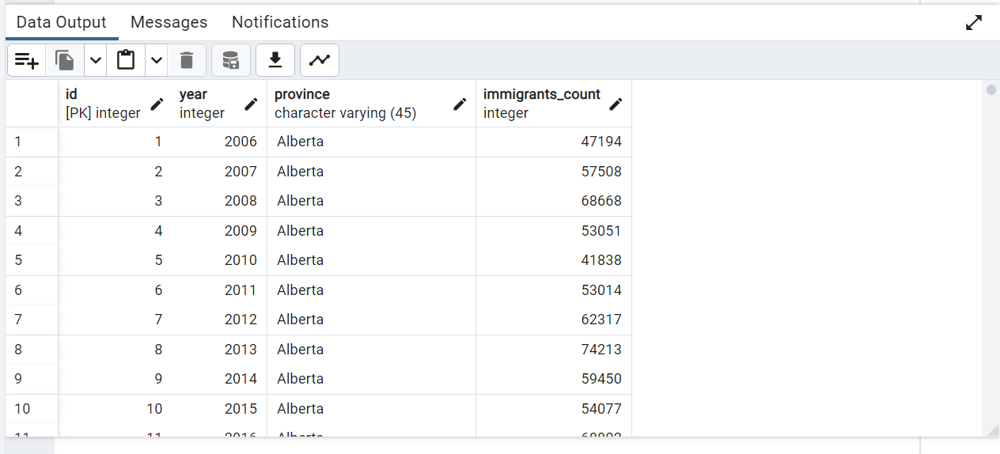 Data Output Messages Notifications
id year province immigrants_count
[PK] integer integer character varying (45) integer
1 1 2006 Alberta 47194
2 2 2007 Alberta 57508
3 3 2008 Alberta 68668
4 4 2009 Alberta 53051
5 5 2010 Alberta 41838
6 6 2011 Alberta 53014
7 7 2012 Alberta 62317
8 8 2013 Alberta 74213
9 9 2014 Alberta 59450
10 10 2015 Alberta 54077
11 11 2016 Alberta